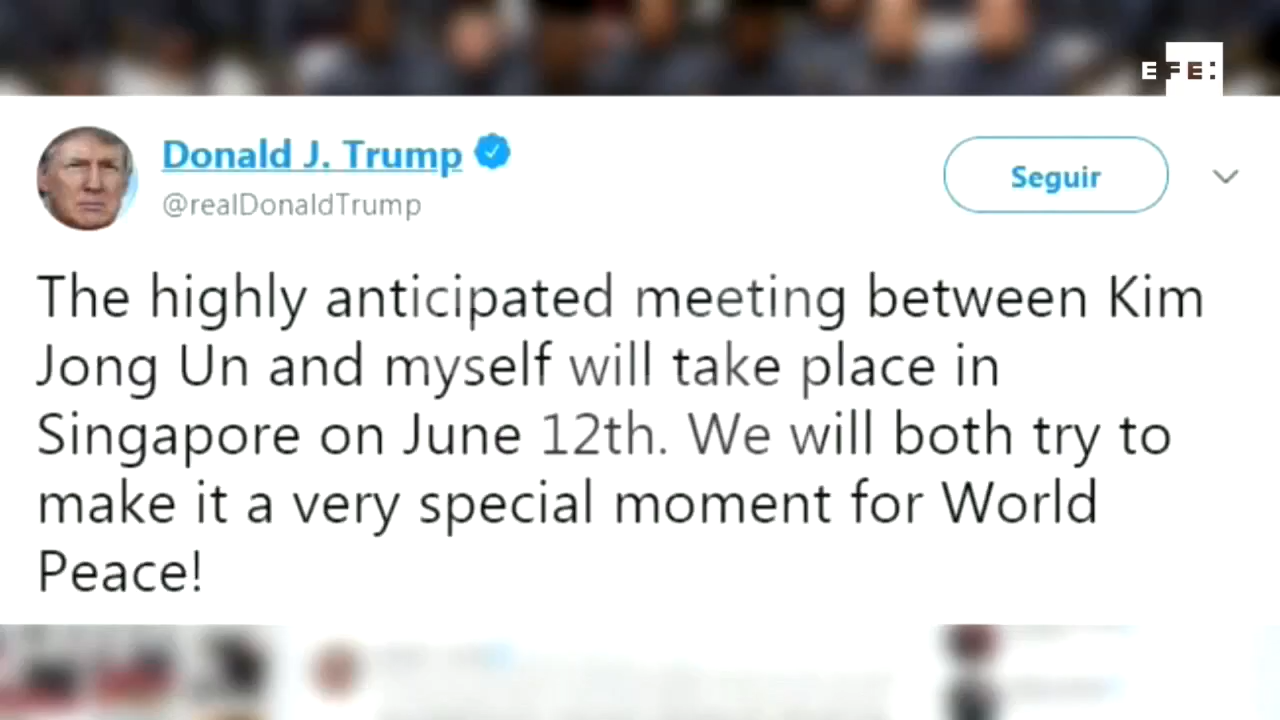 EFE:
Donald J. Trump
@realDonaldTrump
Seguir
The highly anticipated meeting between Kim
Jong Un and myself will take place in
Singapore on June 12th. We will both try to
make it a very special moment for World
Peace!